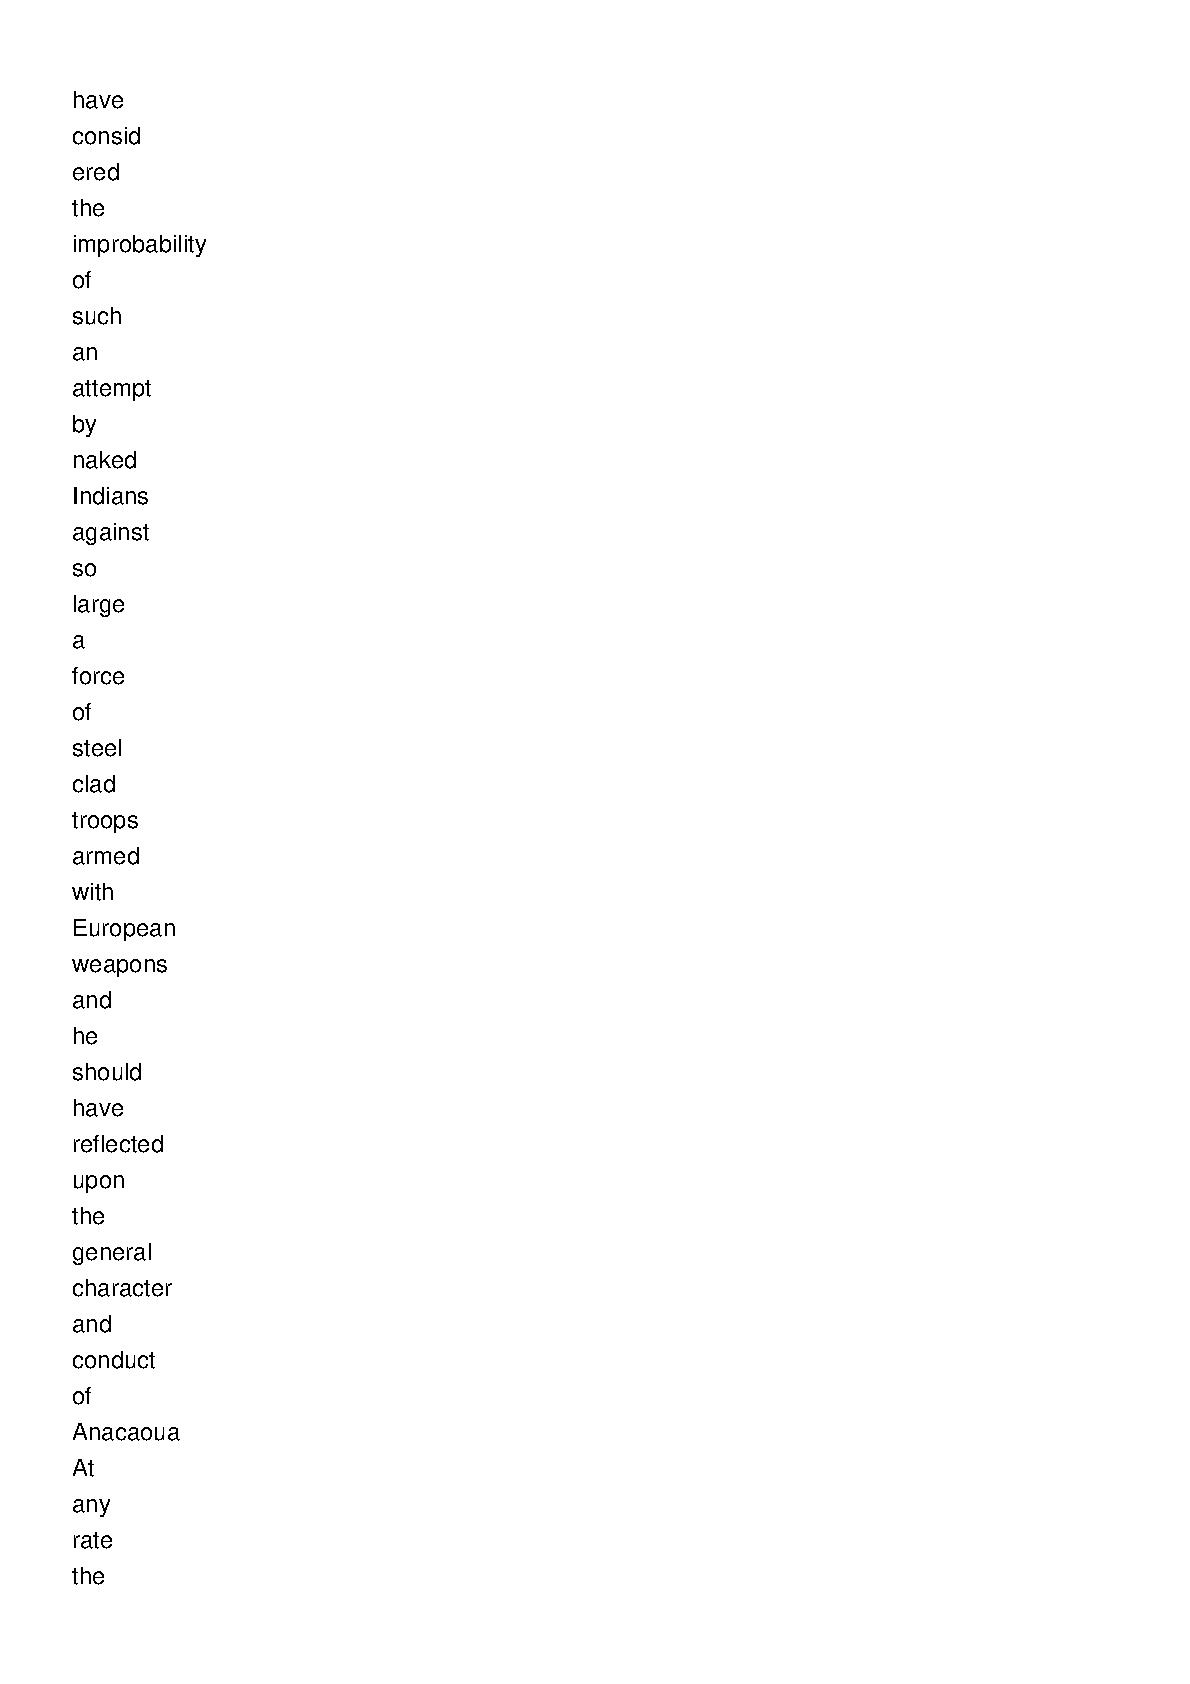 have
consid
ered
the
improbability
of
such
an
attempt
by
naked
Indians
against
so
large
a
force
of
steel
clad
troops
armed
with
European
weapons
and
he
should
have
reflected
upon
the
general
character
and
conduct
of
Anacaoua
At
any
rate
the